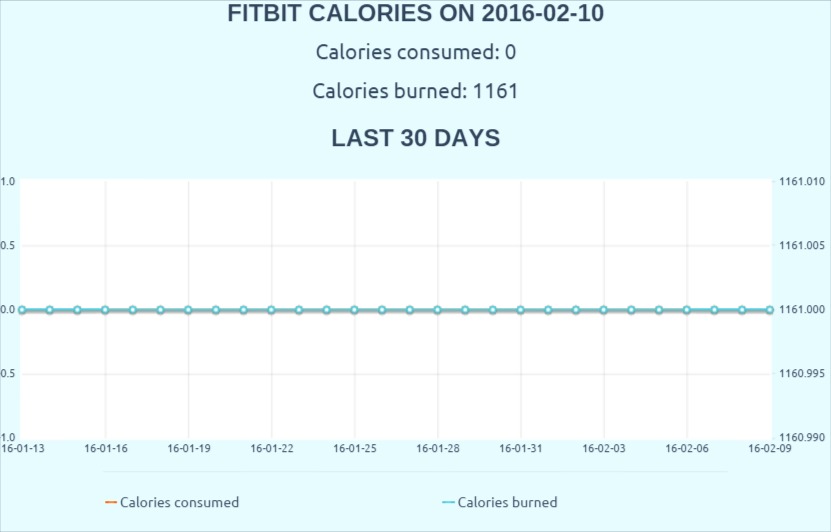 FITBIT CALORIES ON 2016-02-10
Calories consumed: 0
Calories burned: 1161
LAST 30 DAYS
1.0 1161.010
0.5 1161.005
0.0 1161.000
0.5 1160.995
1.0 1160.990
16-01-13 16-01-16 16-01-19 16-01-22 16-01-25 16-01-28 16-01-31 16-02-03 16-02-06 16-02-09
Calories consumed Calories burned